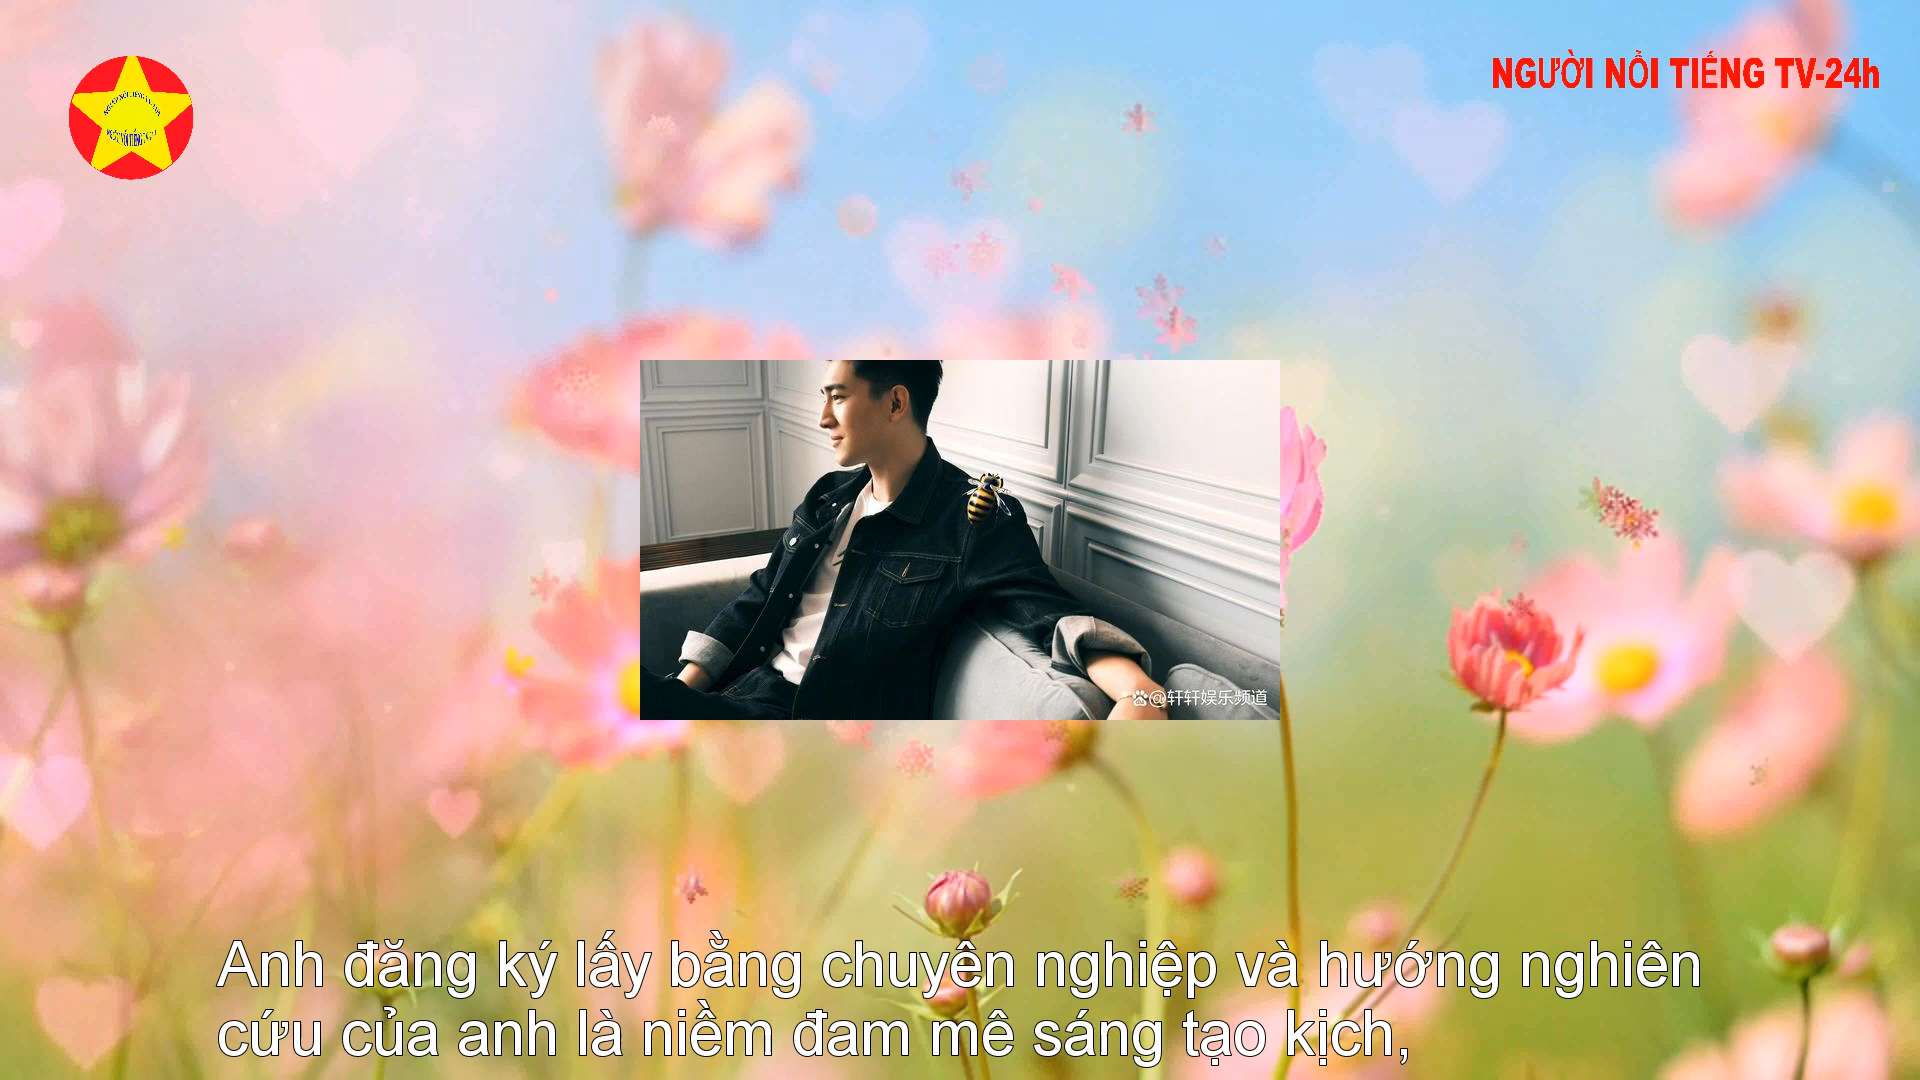 NGƯỜI NỔI TIẾNG TV-24h
@轩轩娱乐频道
Anh đăng ký lấy bằng chuyên nghiệp và hướng nghiên
cứu của anh là niềm đam mê sáng tạo kịch,